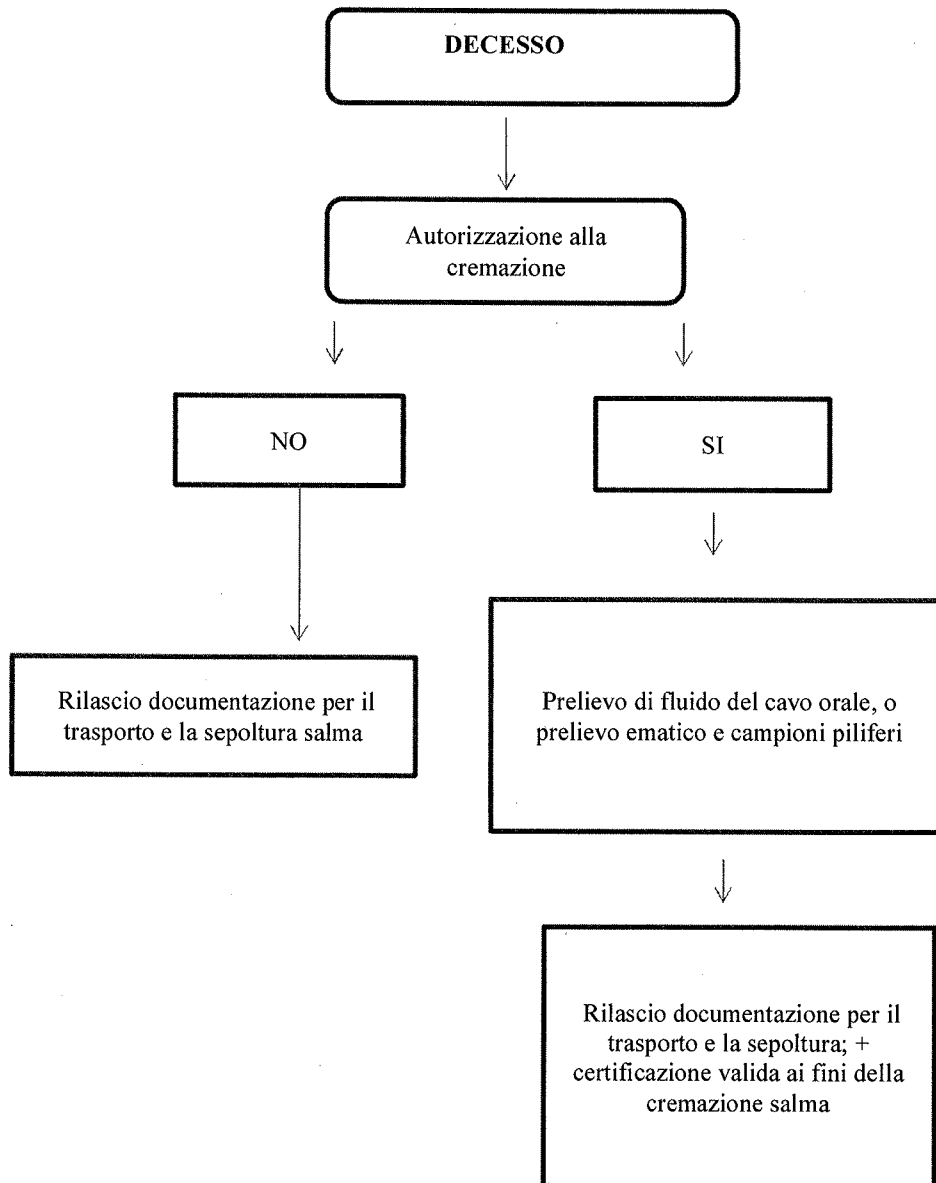 DECESSO
Autorizzazione alla
cremazione
NO
SI
Rilascio documentazione per il
trasporto e la sepoltura salma
Prelievo di fluido del cavo orale, o
prelievo ematico e campioni piliferi
Rilascio documentazione per il
trasporto e la sepoltura; +
certificazione valida ai fini della
cremazione salma